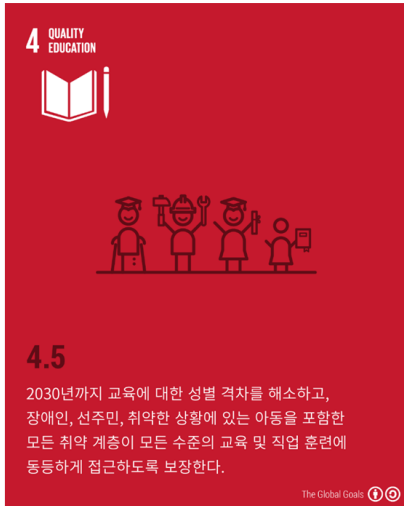 4 QUALITY
EDUCATION
4.5
2030년까지 교육에 대한 성별 격차를 해소하고,
장애인, 선주민, 취약한 상황에 있는 아동을 포함한
모든 취약 계층이 모든 수준의 교육 및 직업 훈련에
동등하게 접근하도록 보장한다.
The Global Goals